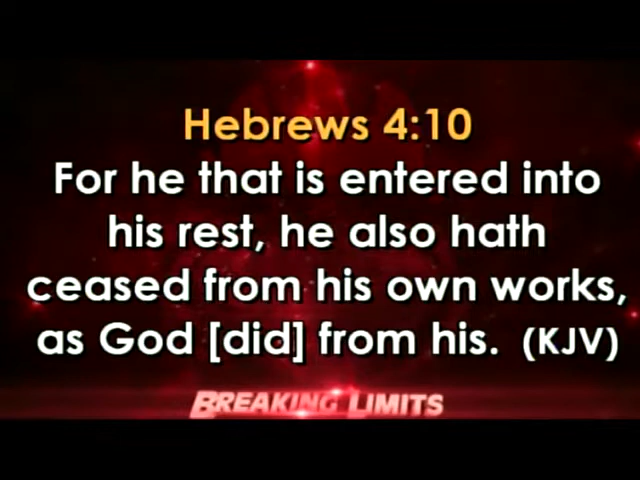 Hebrews 4:10
For he that is entered into
his rest, he also hath
ceased from his own works,
as God [did] from his. (KJV)
BREAKING LIMITS